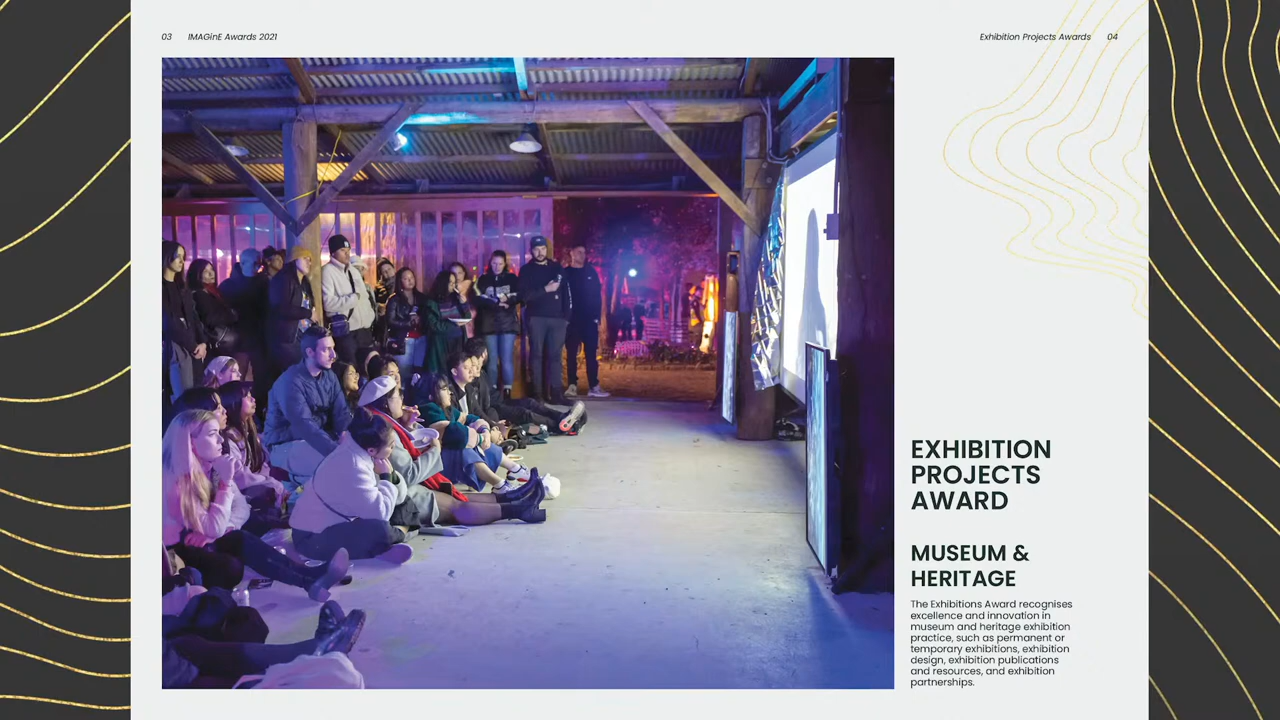 03 IMAGinE Awards 2021
Exhibition Projects Awards 04
EXHIBITION
PROJECTS
AWARD
MUSEUM &
HERITAGE
The Exhibitions Award recognises
excellence and innovation in
museum and heritage exhibition
practice, such as permanent or
temporary exhibitions, exhibition
design, exhibition publications
and resources, and exhibition
partnerships.